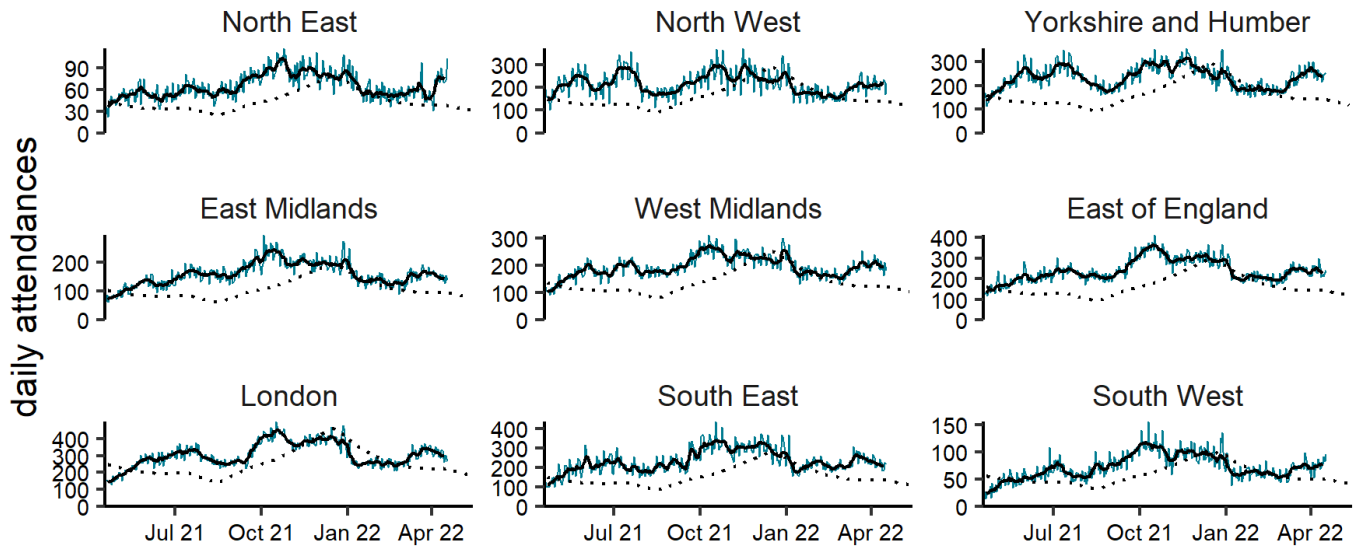 daily attendances
North East
90
60
30
0
North West
300
200
100
0
Yorkshire and Humber
300
200
100
0
East Midlands
200
100
0
West Midlands
300
200
100
0
East of England
400
300
200
100
0
London
400
300
200
100
0
Jul 21 Oct 21 Jan 22 Apr 22
South East
400
300
200
100
0
Jul 21 Oct 21 Jan 22 Apr 22
South West
150
100
50
0
Jul 21 Oct 21 Jan 22 Apr 22